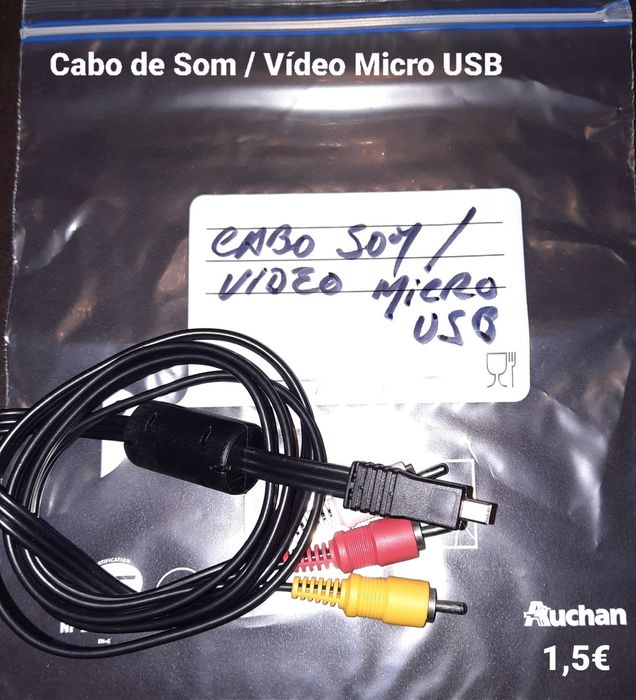 Cabo de Som / Vídeo Micro USB
CABO SOM /
VIDEO MICRO
USB
Auchan
1,5€